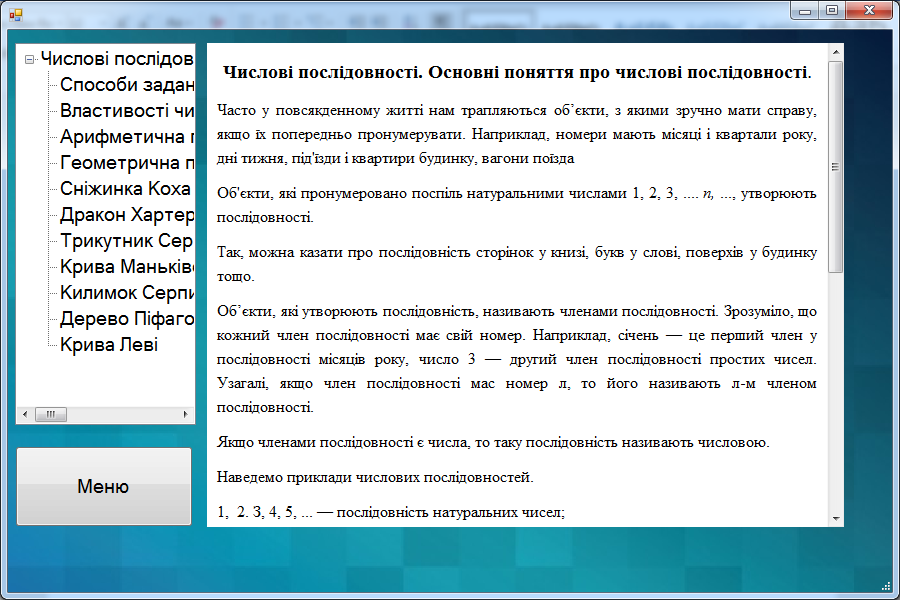 Числові послідов
Способи задан
Властивості чи
Арифметична п
Геометрична п
Сніжинка Коха
Дракон Хартер
Трикутник Сер
Крива Маньків
Килимок Серпи
Дерево Піфаго
Крива Леві
Меню
Числові послідовності. Основні поняття про числові послідовності.
Часто у повсякденному житті нам трапляються об’єкти, з якими зручно мати справу,
якщо їх попередньо пронумерувати. Наприклад, номери мають місяці і квартали року,
дні тижня, під'їзди і квартири будинку, вагони поїзда
Об'єкти, які пронумеровано поспіль натуральними числами 1, 2, 3, .... n, ..., утворюють
послідовності.
Так, можна казати про послідовність сторінок у книзі, букв у слові, поверхів у будинку
тощо.
Об’єкти, які утворюють послідовність, називають членами послідовності. Зрозуміло, що
кожний член послідовності має свій номер. Наприклад, січень — це перший член у
послідовності місяців року, число 3 — другий член послідовності простих чисел.
Узагалі, якщо член послідовності мас номер л, то його називають л-м членом
послідовності.
Якщо членами послідовності є числа, то таку послідовність називають числовою.
Наведемо приклади числових послідовностей.
1, 2. 3, 4, 5, ... — послідовність натуральних чисел;